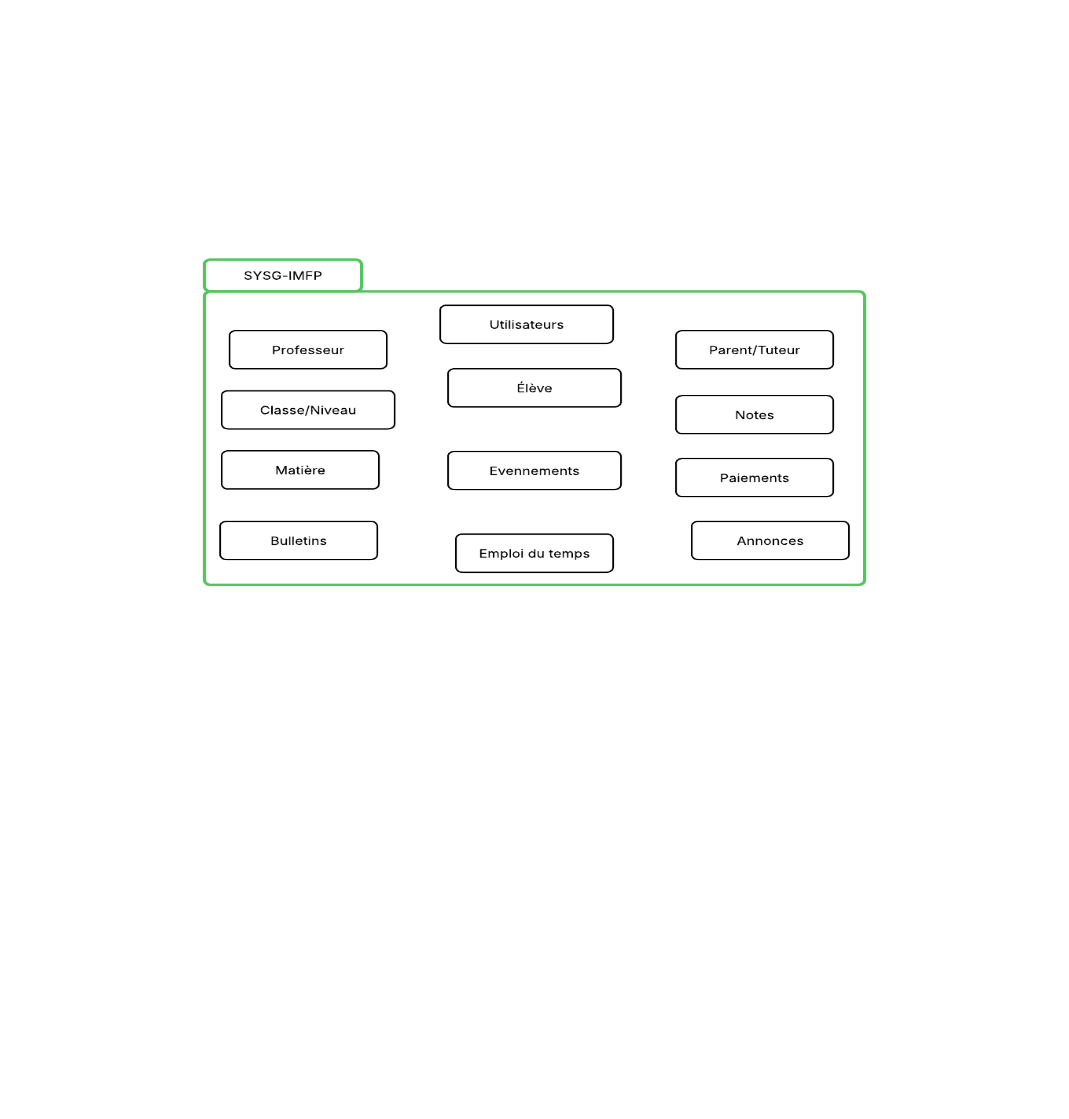 SYSG-IMFP
Utilisateurs
Professeur
Parent/Tuteur
Élève
Classe/Niveau
Notes
Matière
Evennements
Paiements
Bulletins
Emploi du temps
Annonces